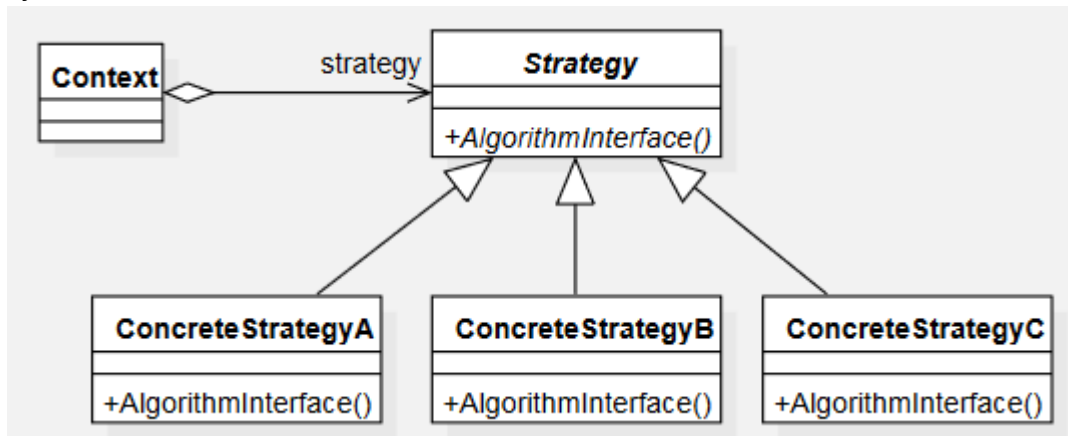 Context
strategy
Strategy
+AlgorithmInterface()
ConcreteStrategyA
+AlgorithmInterface()
ConcreteStrategyB
+AlgorithmInterface()
ConcreteStrategyC
+AlgorithmInterface()